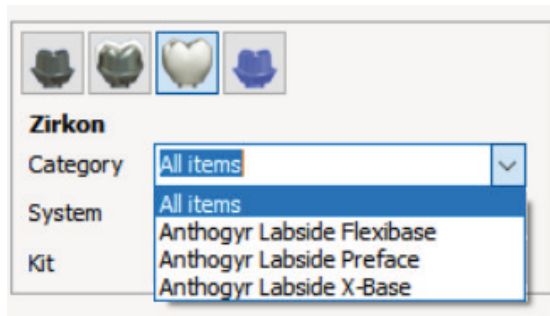 Zirkon
Category All items
All items
System
Anthogyr Labside Flexibase
Anthogyr Labside Preface
Kit
Anthogyr Labside X-Base